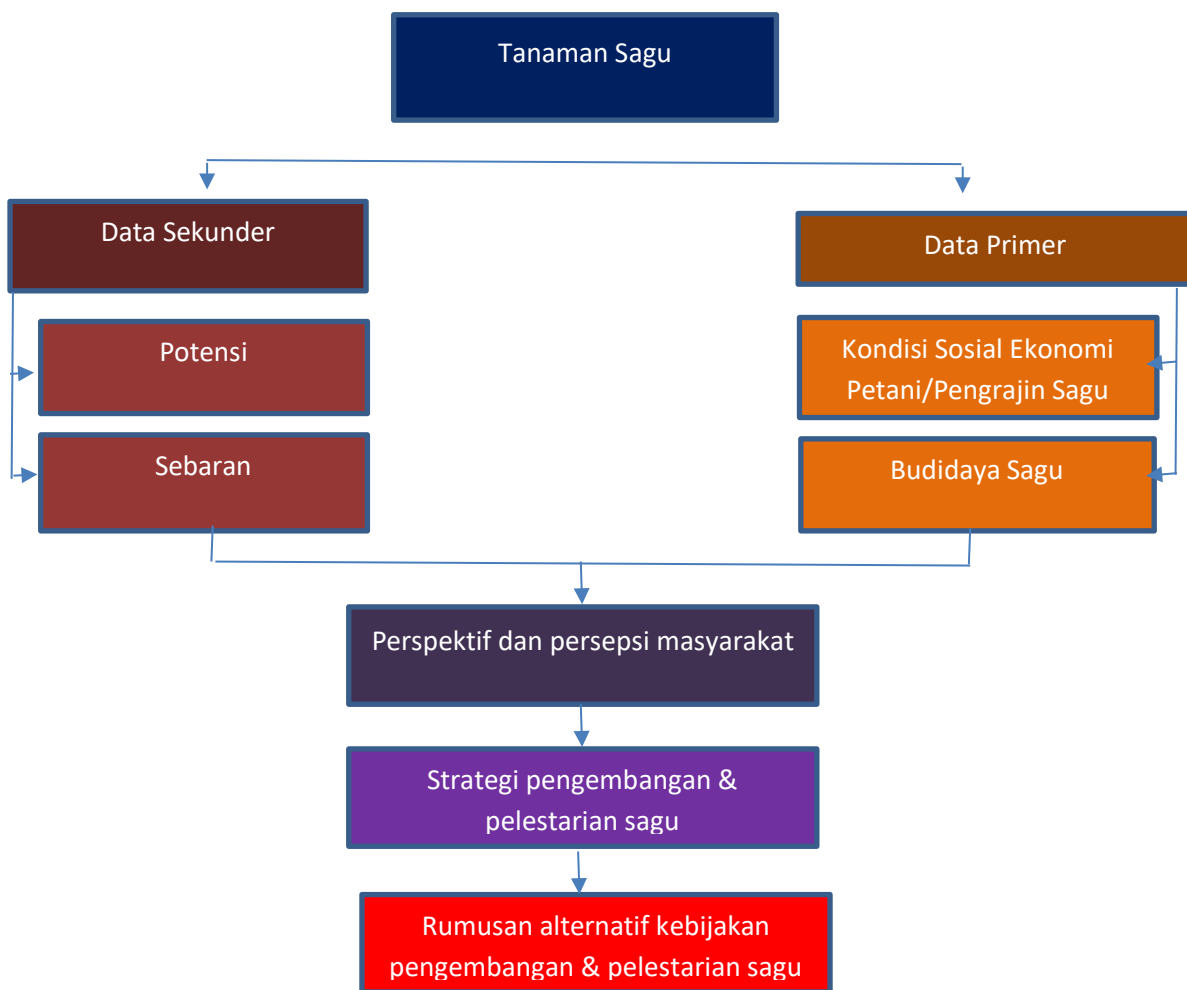 Tanaman Sagu
Data Sekunder
Data Primer
Potensi
Kondisi Sosial Ekonomi
Petani/Pengrajin Sagu
Sebaran
Budidaya Sagu
Perspektif dan persepsi masyarakat
Strategi pengembangan &
pelestarian sagu
Rumusan alternatif kebijakan
pengembangan & pelestarian sagu